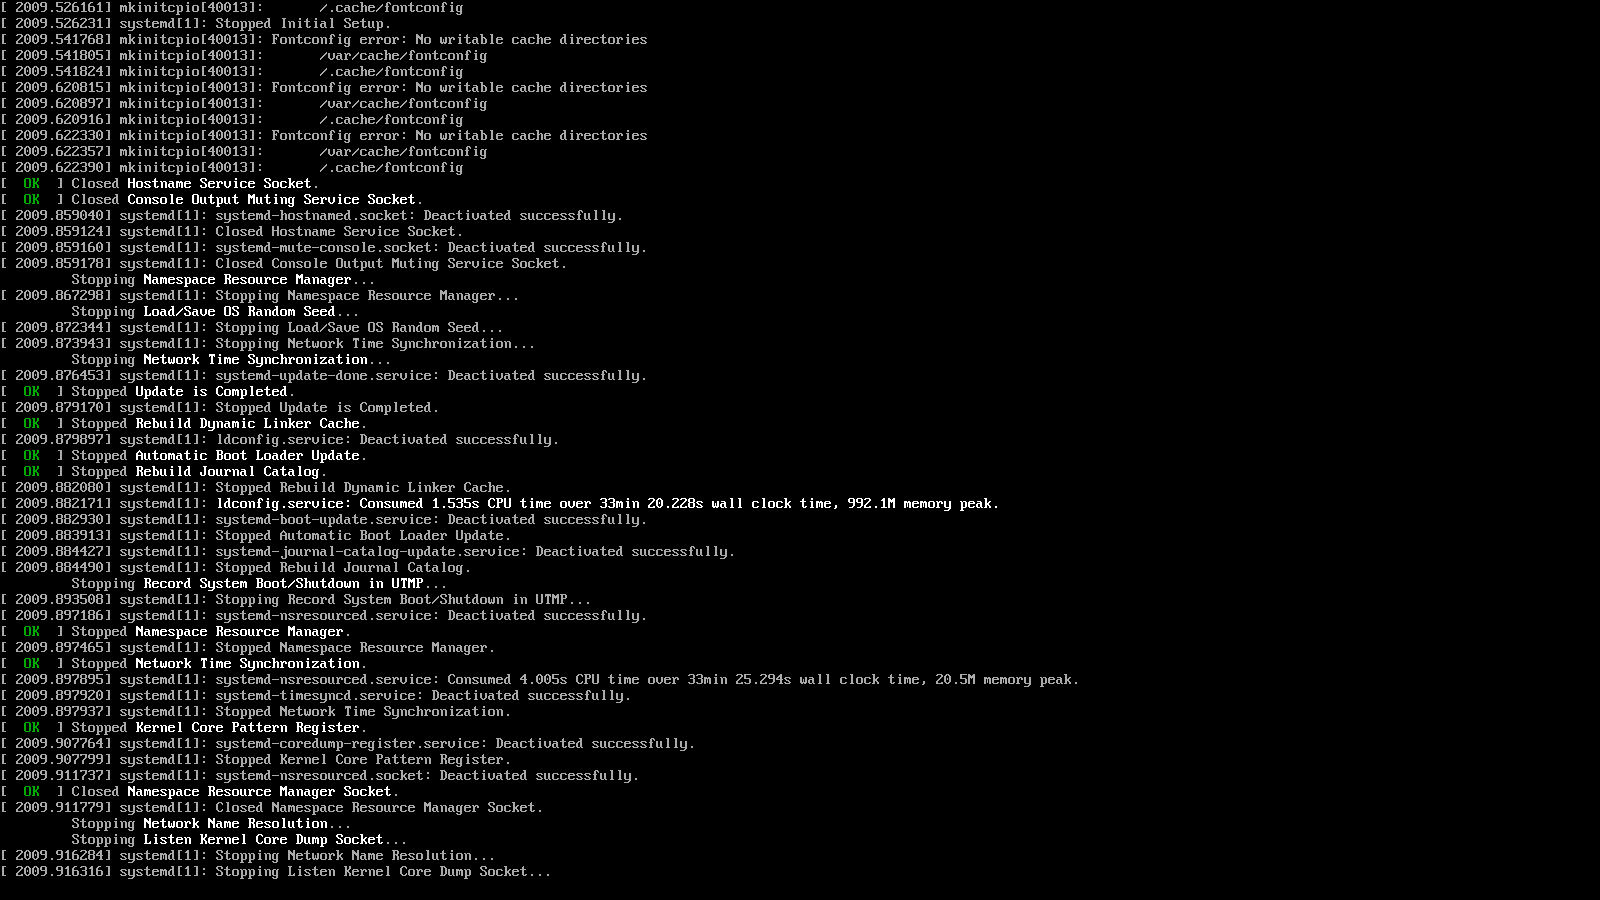 [ 2009.526161] mkinitcpio[40013]:       /.cache/fontconfig
[ 2009.526231] systemd[1]: Stopped Initial Setup.
[ 2009.541768] mkinitcpio[40013]: Fontconfig error: No writable cache directories
[ 2009.541805] mkinitcpio[40013]:       /var/cache/fontconfig
[ 2009.541824] mkinitcpio[40013]:       /.cache/fontconfig
[ 2009.620815] mkinitcpio[40013]: Fontconfig error: No writable cache directories
[ 2009.620897] mkinitcpio[40013]:       /var/cache/fontconfig
[ 2009.620916] mkinitcpio[40013]:       /.cache/fontconfig
[ 2009.622330] mkinitcpio[40013]: Fontconfig error: No writable cache directories
[ 2009.622357] mkinitcpio[40013]:       /var/cache/fontconfig
[ 2009.622390] mkinitcpio[40013]:       /.cache/fontconfig
[  OK  ] Closed Hostname Service Socket.
[  OK  ] Closed Console Output Muting Service Socket.
[ 2009.859040] systemd[1]: systemd-hostnamed.socket: Deactivated successfully.
[ 2009.859124] systemd[1]: Closed Hostname Service Socket.
[ 2009.859160] systemd[1]: systemd-mute-console.socket: Deactivated successfully.
[ 2009.859178] systemd[1]: Closed Console Output Muting Service Socket.
         Stopping Namespace Resource Manager...
[ 2009.867298] systemd[1]: Stopping Namespace Resource Manager...
         Stopping Load/Save OS Random Seed...
[ 2009.872344] systemd[1]: Stopping Load/Save OS Random Seed...
[ 2009.873943] systemd[1]: Stopping Network Time Synchronization...
         Stopping Network Time Synchronization...
[ 2009.876453] systemd[1]: systemd-update-done.service: Deactivated successfully.
[  OK  ] Stopped Update is Completed.
[ 2009.879170] systemd[1]: Stopped Update is Completed.
[  OK  ] Stopped Rebuild Dynamic Linker Cache.
[ 2009.879897] systemd[1]: ldconfig.service: Deactivated successfully.
[  OK  ] Stopped Automatic Boot Loader Update.
[  OK  ] Stopped Rebuild Journal Catalog.
[ 2009.882080] systemd[1]: Stopped Rebuild Dynamic Linker Cache.
[ 2009.882171] systemd[1]: ldconfig.service: Consumed 1.535s CPU time over 33min 20.228s wall clock time, 992.1M memory peak.
[ 2009.882930] systemd[1]: systemd-boot-update.service: Deactivated successfully.
[ 2009.883913] systemd[1]: Stopped Automatic Boot Loader Update.
[ 2009.884427] systemd[1]: systemd-journal-catalog-update.service: Deactivated successfully.
[ 2009.884490] systemd[1]: Stopped Rebuild Journal Catalog.
         Stopping Record System Boot/Shutdown in UTMP...
[ 2009.893508] systemd[1]: Stopping Record System Boot/Shutdown in UTMP...
[ 2009.897186] systemd[1]: systemd-nsresourced.service: Deactivated successfully.
[  OK  ] Stopped Namespace Resource Manager.
[ 2009.897465] systemd[1]: Stopped Namespace Resource Manager.
[  OK  ] Stopped Network Time Synchronization.
[ 2009.897895] systemd[1]: systemd-nsresourced.service: Consumed 4.005s CPU time over 33min 25.294s wall clock time, 20.5M memory peak.
[ 2009.897920] systemd[1]: systemd-timesyncd.service: Deactivated successfully.
[ 2009.897937] systemd[1]: Stopped Network Time Synchronization.
[  OK  ] Stopped Kernel Core Pattern Register.
[ 2009.907764] systemd[1]: systemd-coredump-register.service: Deactivated successfully.
[ 2009.907799] systemd[1]: Stopped Kernel Core Pattern Register.
[ 2009.911737] systemd[1]: systemd-nsresourced.socket: Deactivated successfully.
[  OK  ] Closed Namespace Resource Manager Socket.
[ 2009.911779] systemd[1]: Closed Namespace Resource Manager Socket.
         Stopping Network Name Resolution...
         Stopping Listen Kernel Core Dump Socket...
[ 2009.916284] systemd[1]: Stopping Network Name Resolution...
[ 2009.916316] systemd[1]: Stopping Listen Kernel Core Dump Socket...